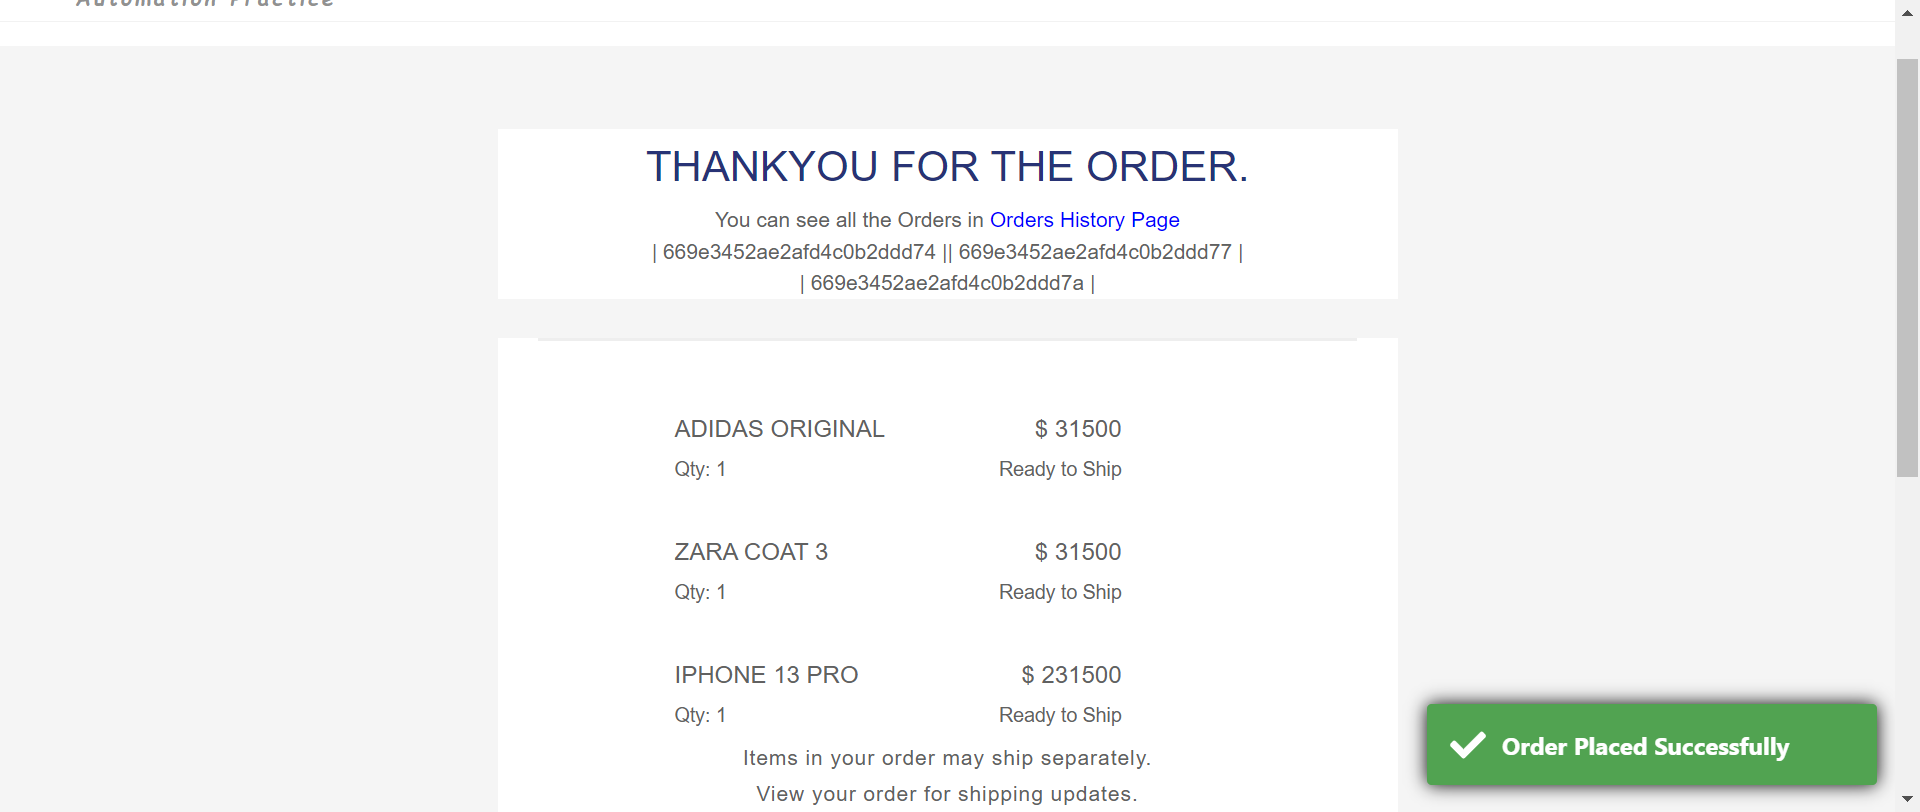 Automation Practice
THANKYOU FOR THE ORDER.
You can see all the Orders in Orders History Page
| 669e3452ae2afd4c0b2ddd74 || 669e3452ae2afd4c0b2ddd77 |
| 669e3452ae2afd4c0b2ddd7a |
ADIDAS ORIGINAL $ 31500
Qty: 1 Ready to Ship
ZARA COAT 3 $ 31500
Qty: 1 Ready to Ship
IPHONE 13 PRO $ 231500
Qty: 1 Ready to Ship
Items in your order may ship separately.
Order Placed Successfully
View your order for shipping updates.